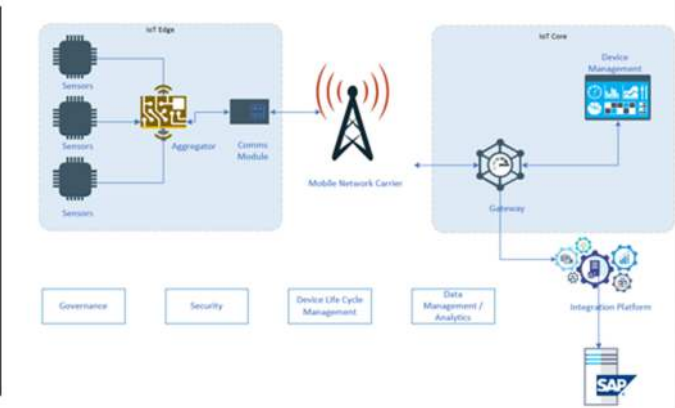 IoT Edge
IoT Core
Sensors
Sensors
Sensors
Aggregator
Comms
Module
Mobile Network Carrier
Device
Management
Gateway
Integration Platform
Governance
Security
Device Life Cycle
Management
Data
Management /
Analytics
SAP